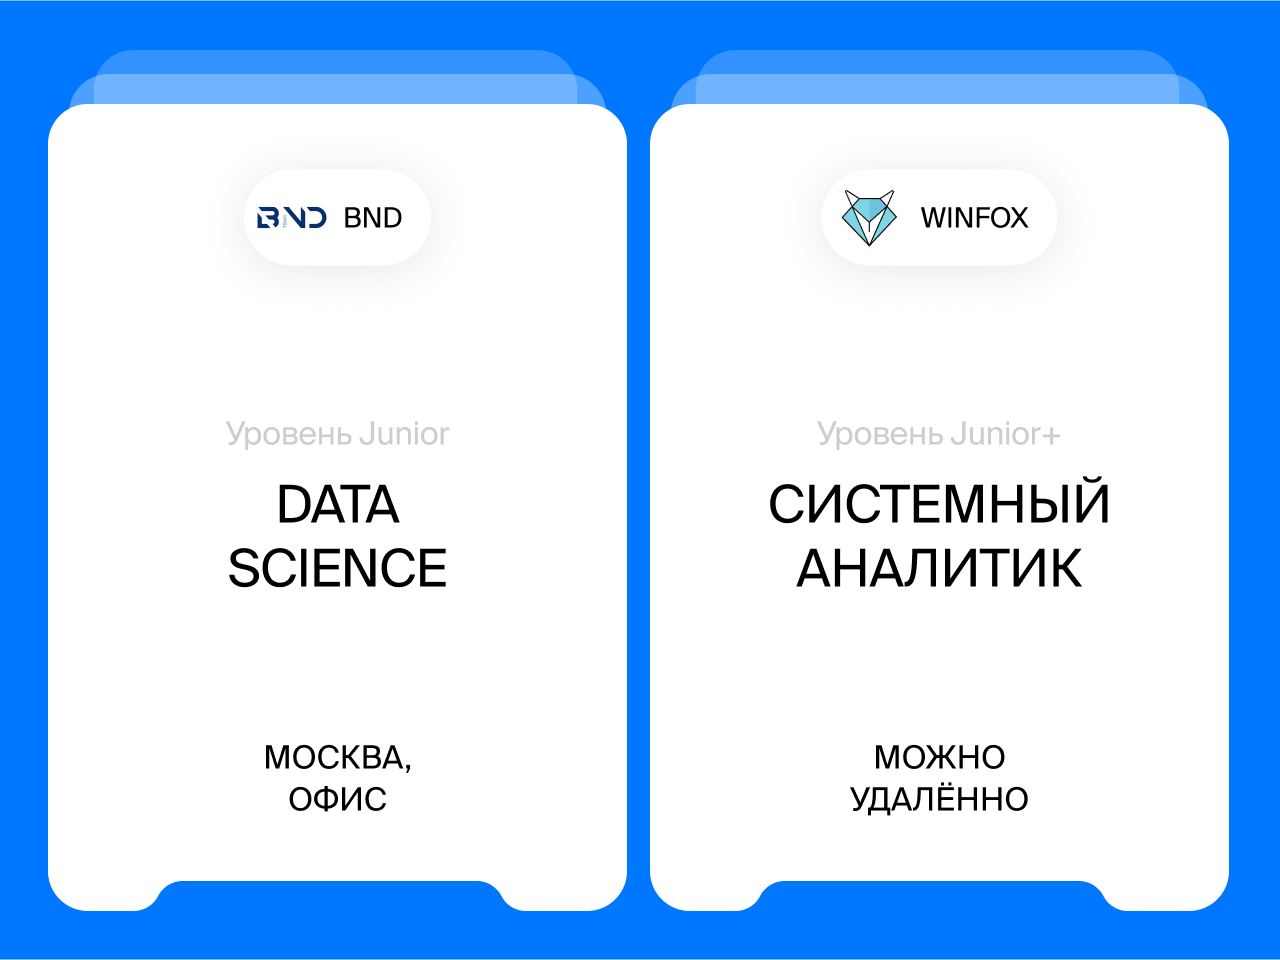 BND
BND
Уровень Junior
DATA
SCIENCE
МОСКВА,
ОФИС
WINFOX
Уровень Junior+
СИСТЕМНЫЙ
АНАЛИТИК
МОЖНО
УДАЛЁННО